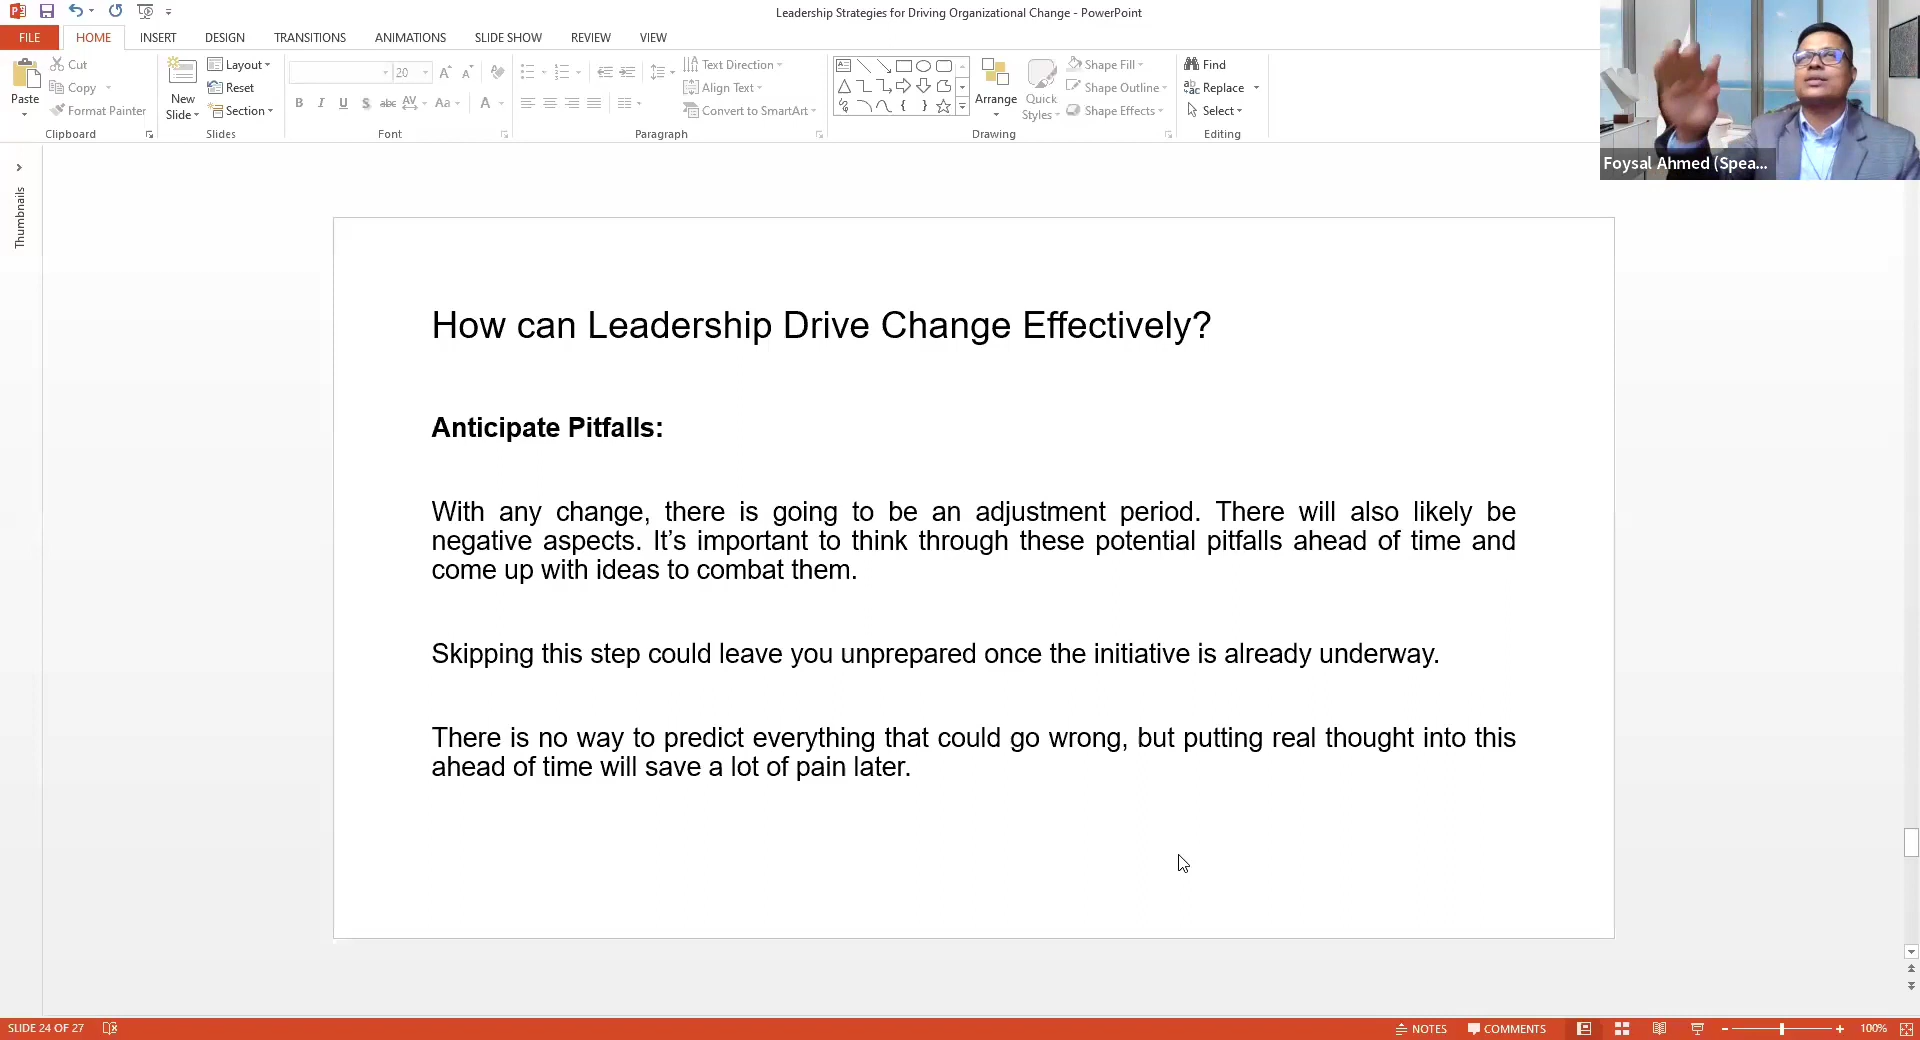 Leadership Strategies for Driving Organizational Change - PowerPoint
FILE HOME INSERT DESIGN TRANSITIONS ANIMATIONS SLIDE SHOW REVIEW VIEW
Paste
Cut
Copy
Format Painter
Clipboard
New
Slide
Layout
Reset
Section
Slides
20
B I U S abc AV Aa A
Font
Text Direction
Align Text
Convert to SmartArt
Paragraph
Arrange
Quick
Styles
Shape Fill
Shape Outline
Shape Effects
Drawing
Find
Replace
Select
Editing
Foysal Ahmed (Spea...
Thumbnails
How can Leadership Drive Change Effectively?
Anticipate Pitfalls:
With any change, there is going to be an adjustment period. There will also likely be
negative aspects. It’s important to think through these potential pitfalls ahead of time and
come up with ideas to combat them.
Skipping this step could leave you unprepared once the initiative is already underway.
There is no way to predict everything that could go wrong, but putting real thought into this
ahead of time will save a lot of pain later.
SLIDE 24 OF 27
NOTES
COMMENTS
100%